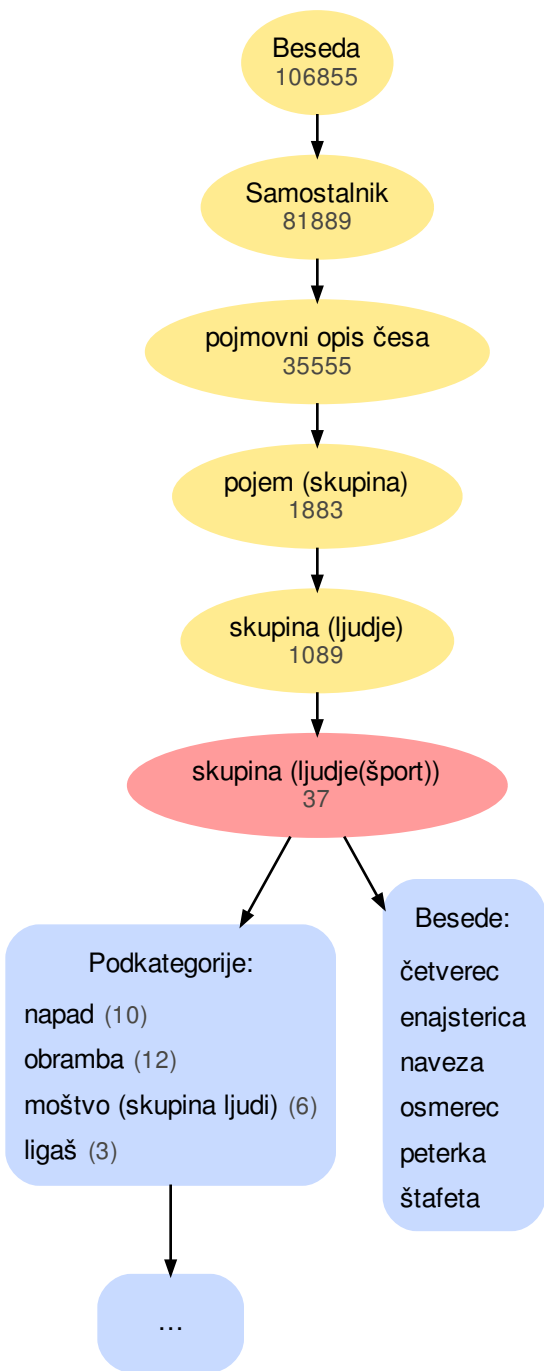 Beseda
106855
Samostalnik
81889
pojmovni opis česa
35555
pojem (skupina)
1883
skupina (ljudje)
1089
skupina (ljudje(šport))
37
Podkategorije:
napad (10)
obramba (12)
moštvo (skupina ljudi) (6)
ligaš (3)
Besede:
četverec
enajsterica
naveza
osmerec
peterka
štafeta
...